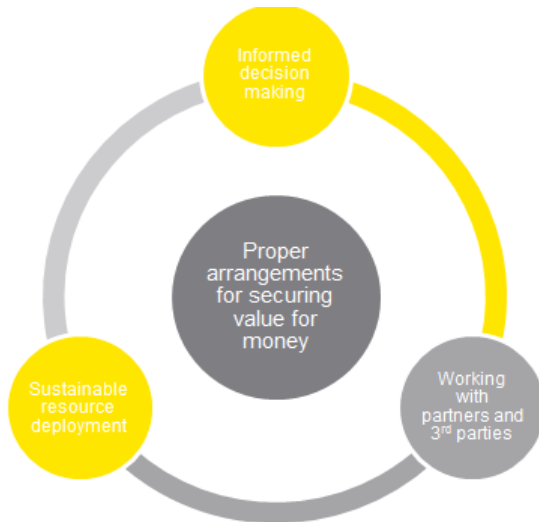 Informed
decision
making
Proper
arrangements
for securing
value for
money
Sustainable
resource
deployment
Working
with
partners and
3rd parties